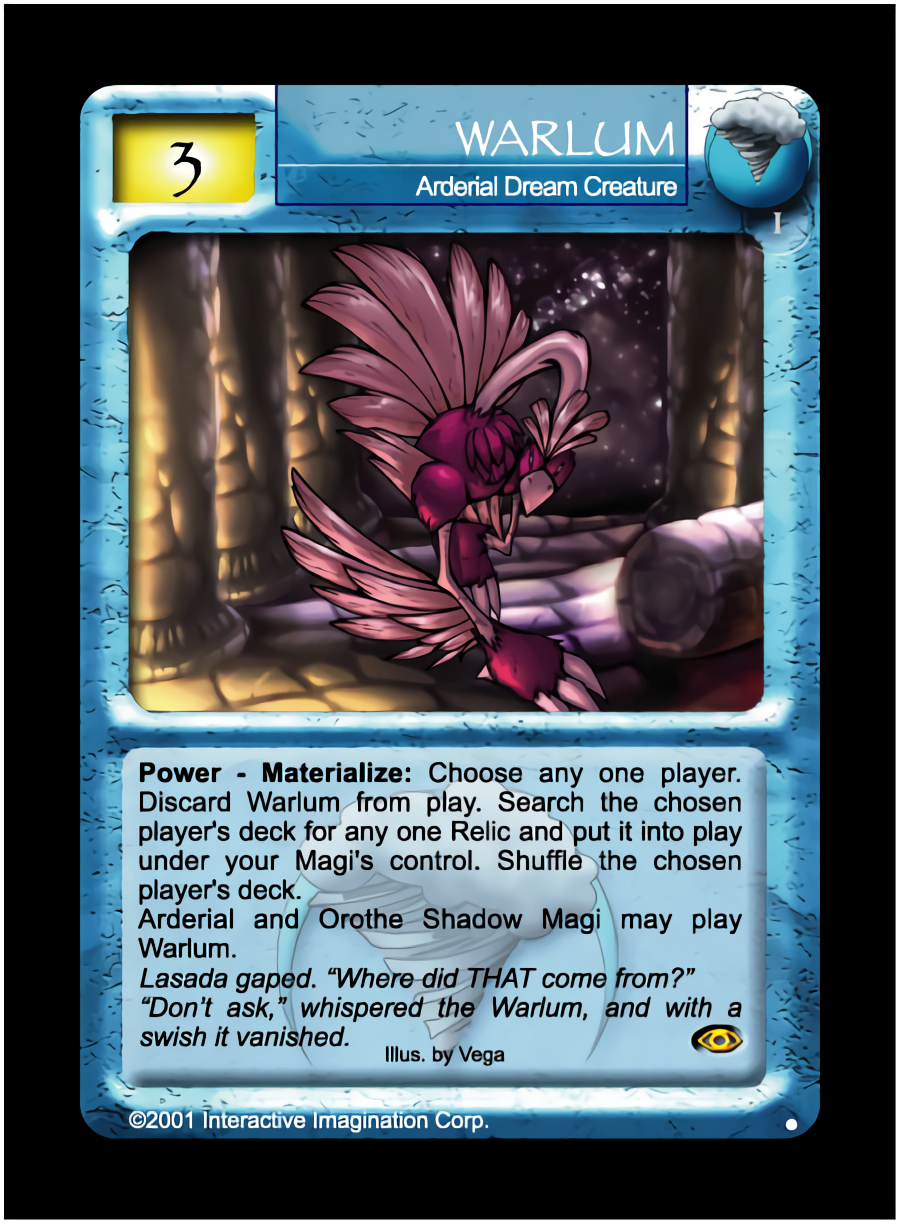 3
WARLUM
Arderial Dream Creature
I
Power - Materialize: Choose any one player.
Discard Warlum from play. Search the chosen
player's deck for any one Relic and put it into play
under your Magi's control. Shuffle the chosen
player's deck.
Arderial and Orothe Shadow Magi may play
Warlum.
Lasada gaped. “Where did THAT come from?”
“Don’t ask,” whispered the Warlum, and with a
swish it vanished.
Illus. by Vega
©2001 Interactive Imagination Corp.